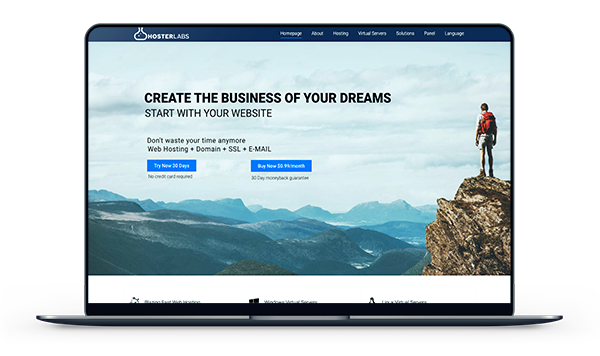 HOSTERLABS
Homepage About Hosting Virtual Servers Solutions Panel Language
CREATE THE BUSINESS OF YOUR DREAMS
START WITH YOUR WEBSITE
Don't waste your time anymore
Web Hosting + Domain + SSL + E-MAIL
Try Now 30 Days Buy Now $0.99/month
No credit card required 30 Day moneyback guarantee
Blazing Fast Web Hosting Windows Virtual Servers Linux Virtual Servers